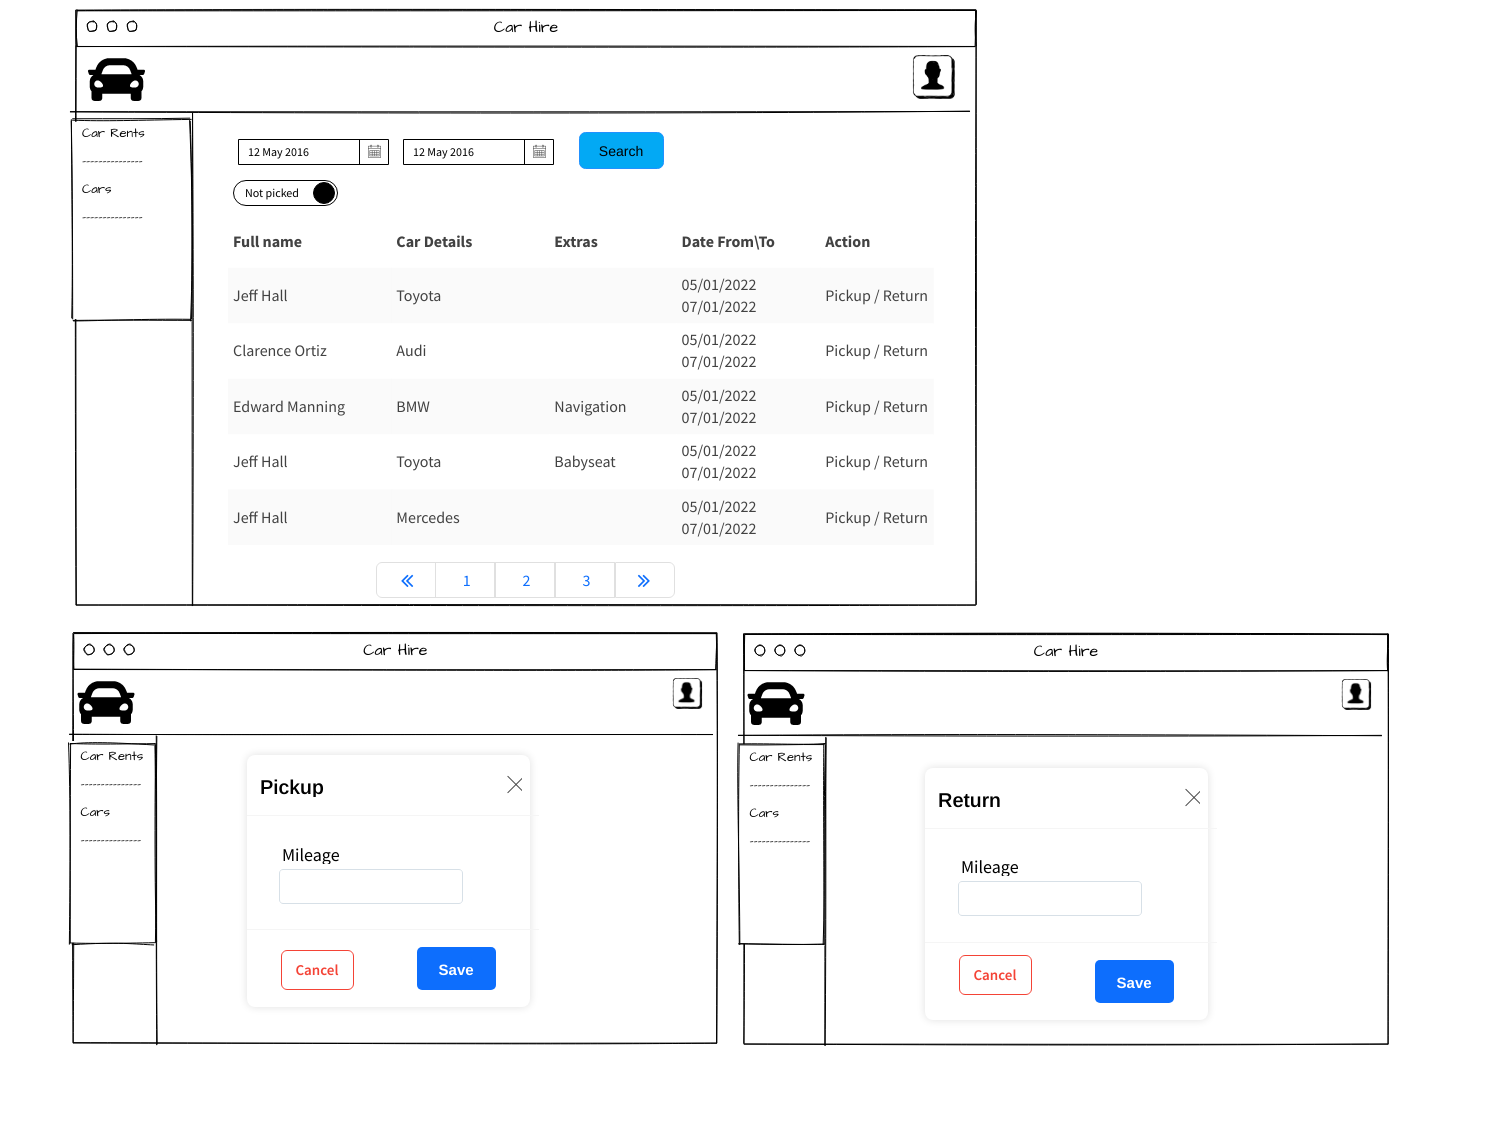 Car Hire
Car Rents
---------------
Cars
---------------
12 May 2016 12 May 2016 Search
Not picked
Full name Car Details Extras Date From\To Action
Jeff Hall Toyota 05/01/2022 07/01/2022 Pickup / Return
Clarence Ortiz Audi 05/01/2022 07/01/2022 Pickup / Return
Edward Manning BMW Navigation 05/01/2022 07/01/2022 Pickup / Return
Jeff Hall Toyota Babyseat 05/01/2022 07/01/2022 Pickup / Return
Jeff Hall Mercedes 05/01/2022 07/01/2022 Pickup / Return
« 1 2 3 »
Car Hire
Car Rents
---------------
Cars
---------------
Pickup
Mileage
Cancel Save
Car Hire
Car Rents
---------------
Cars
---------------
Return
Mileage
Cancel Save